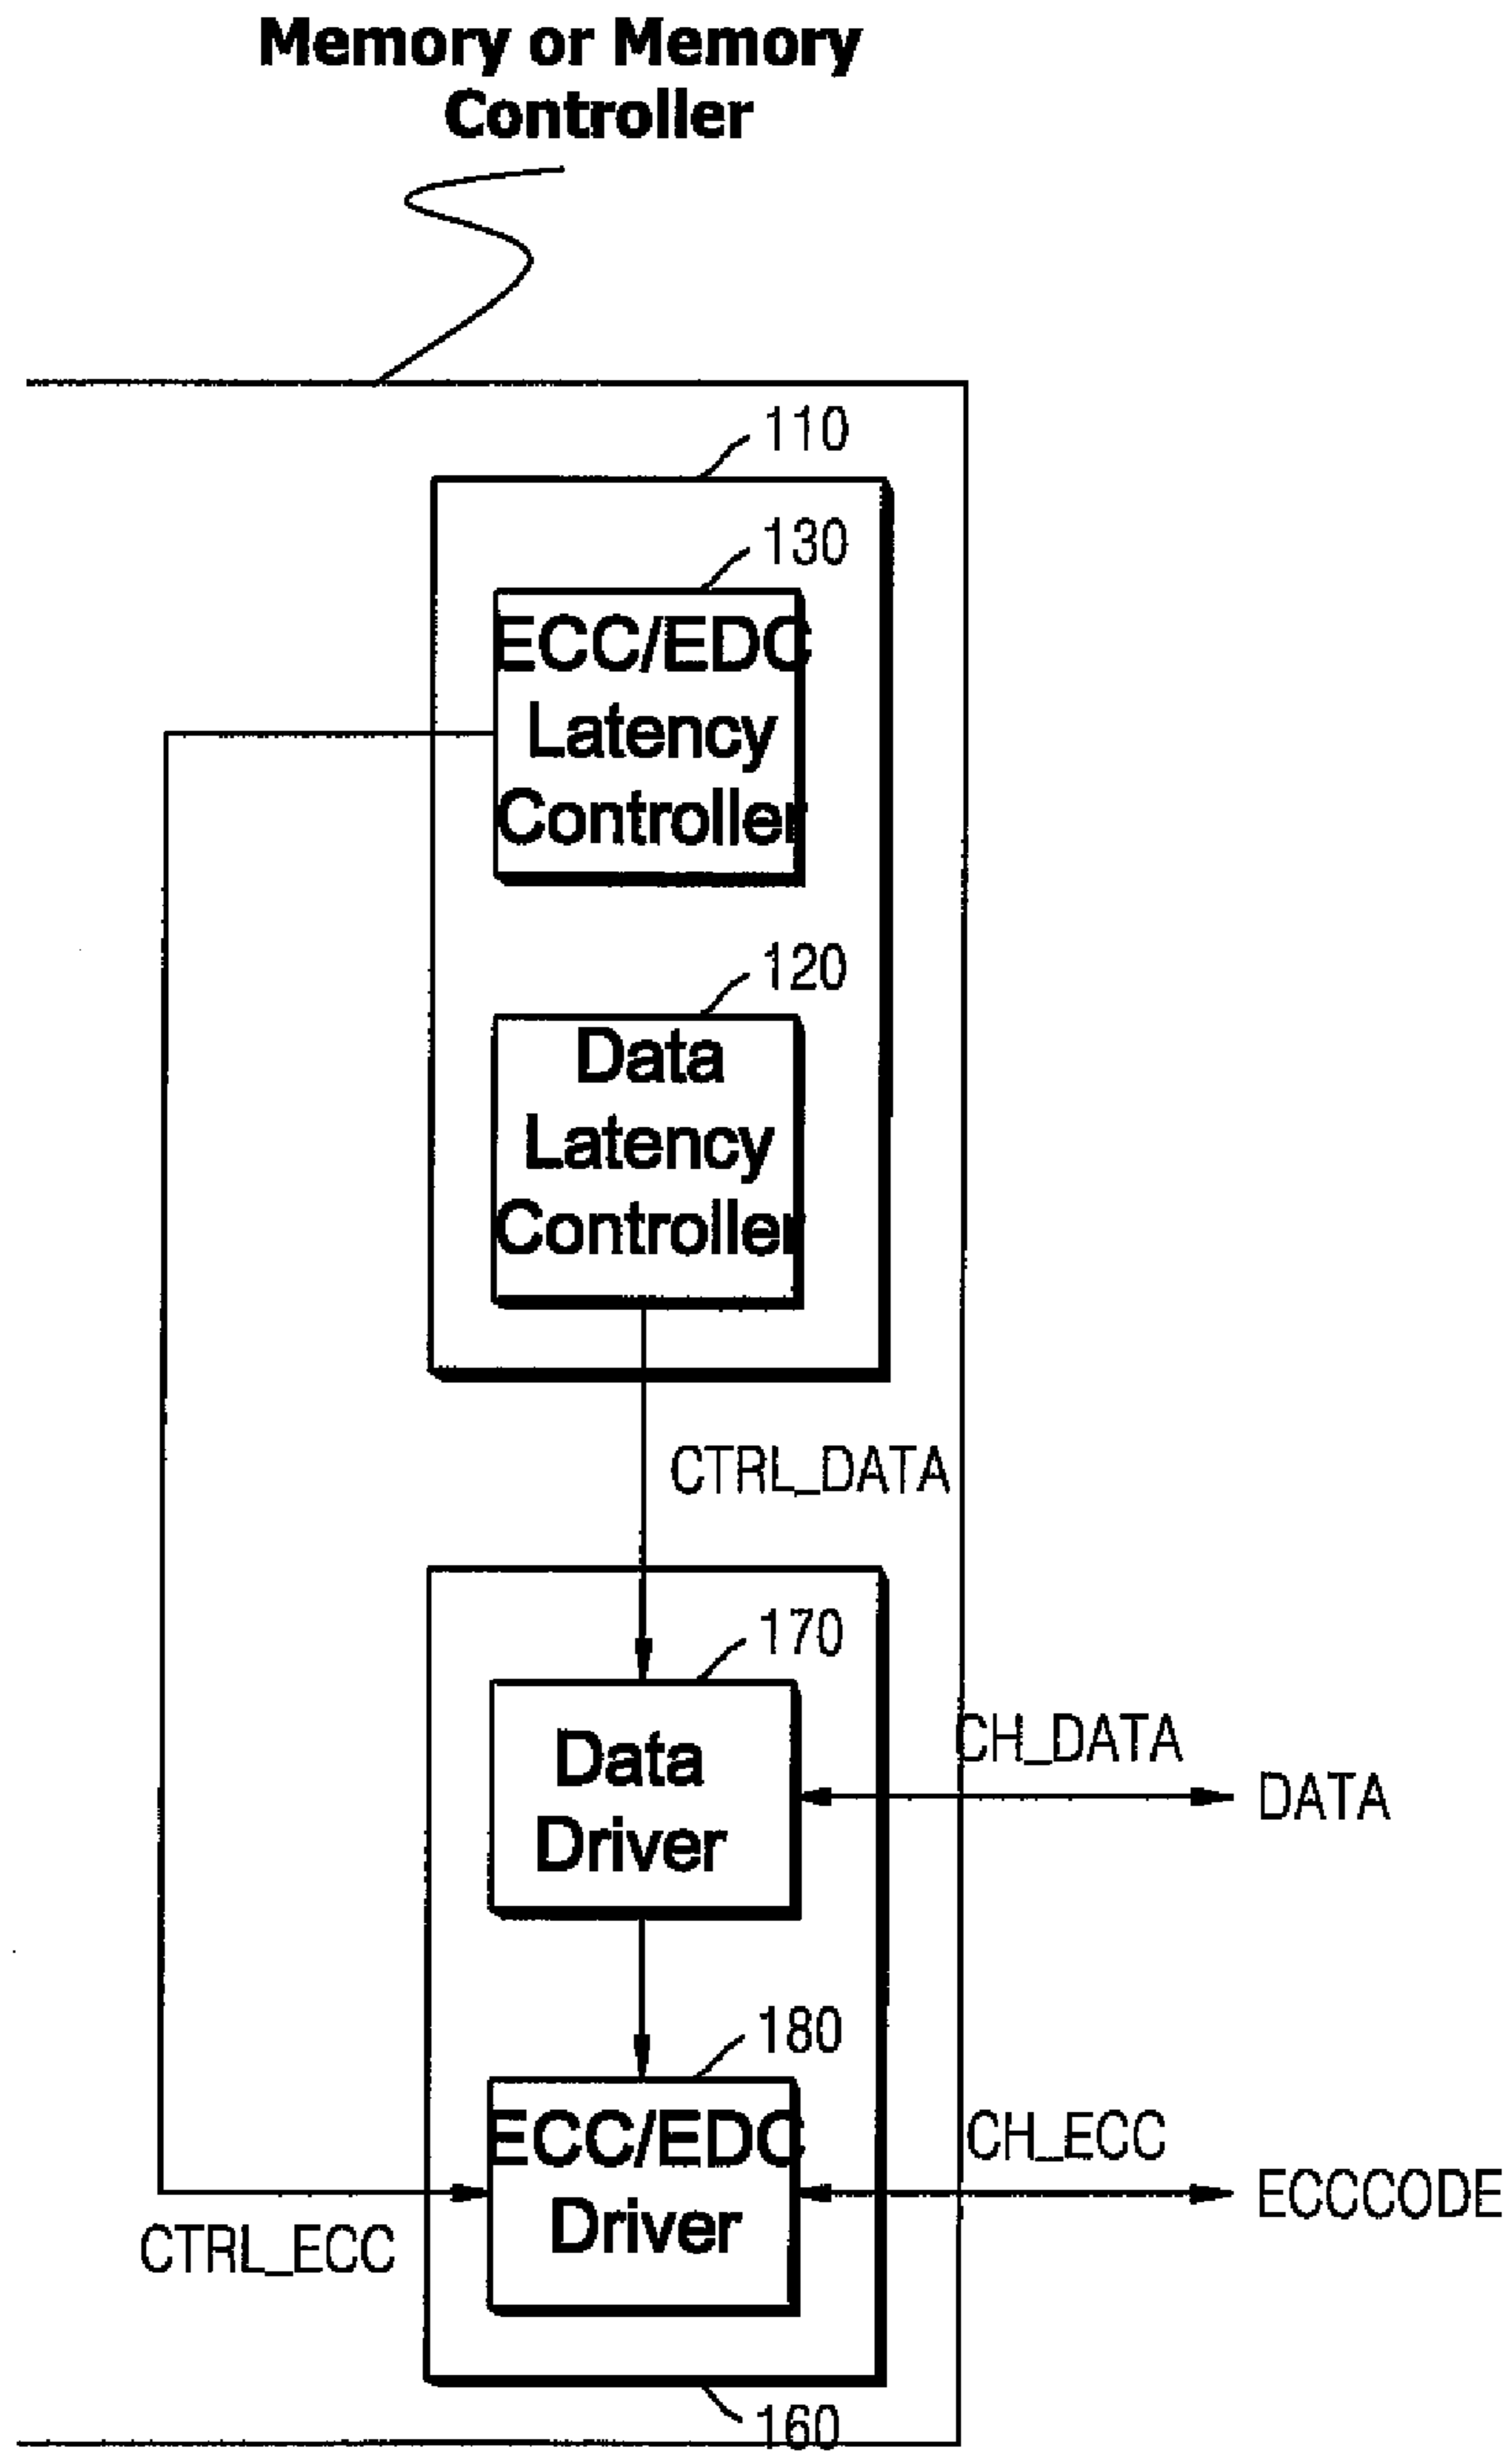 Memory or Memory
Controller
110
130
ECC/EDC
Latency
Controller
120
Data
Latency
Controller
CTRL_DATA
170
Data
Driver
CH_DATA
DATA
180
ECC/EDC
Driver
CH_ECC
ECCCODE
CTRL_ECC
160